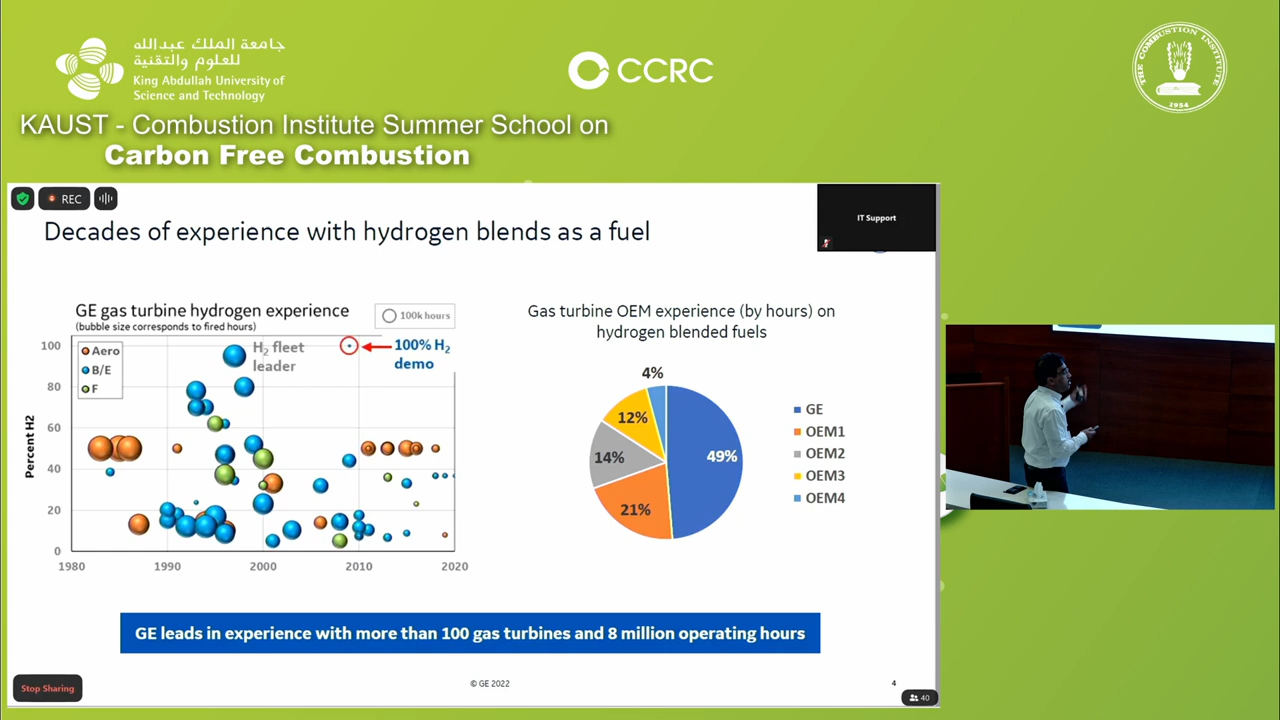 جامعة الملك عبدالله
للعلوم والتقنية
King Abdullah University of
Science and Technology
CCRC
THE COMBUSTION INSTITUTE
1954
KAUST - Combustion Institute Summer School on
Carbon Free Combustion
REC
IT Support
Decades of experience with hydrogen blends as a fuel
GE gas turbine hydrogen experience
(bubble size corresponds to fired hours)
100k hours
Aero
B/E
F
H₂ fleet
leader
100% H₂
demo
Percent H2
100
80
60
40
20
0
1980
1990
2000
2010
2020
Gas turbine OEM experience (by hours) on
hydrogen blended fuels
4%
12%
14%
21%
49%
GE
OEM1
OEM2
OEM3
OEM4
GE leads in experience with more than 100 gas turbines and 8 million operating hours
Stop Sharing
© GE 2022
4
40